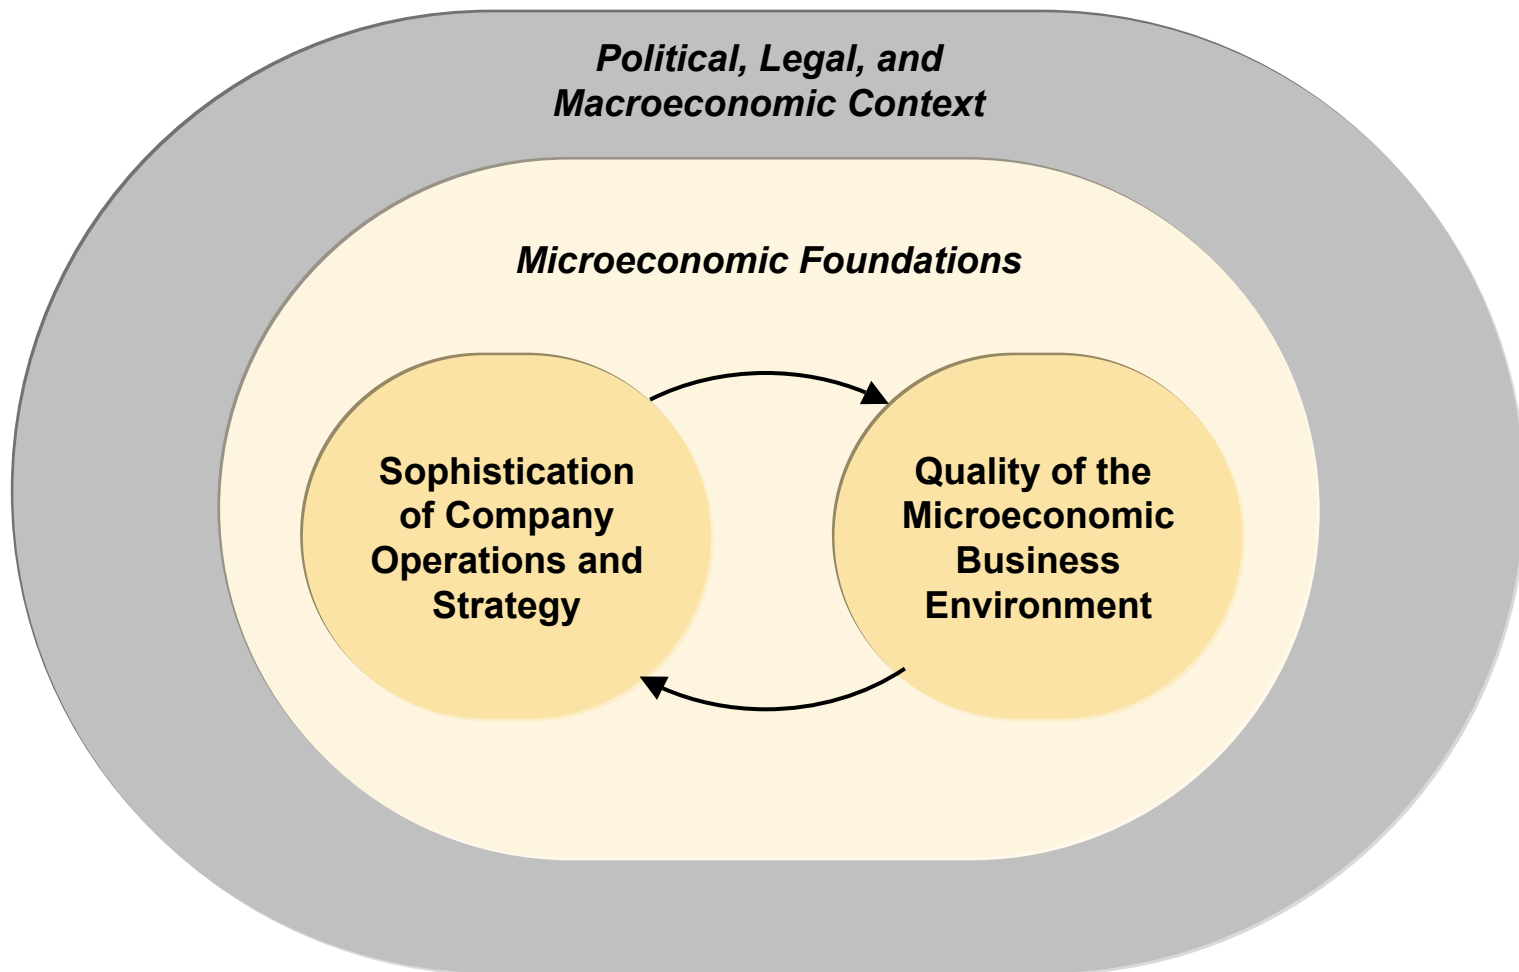 Political, Legal, and
Macroeconomic Context
Microeconomic Foundations
Sophistication
of Company
Operations and
Strategy
Quality of the
Microeconomic
Business
Environment